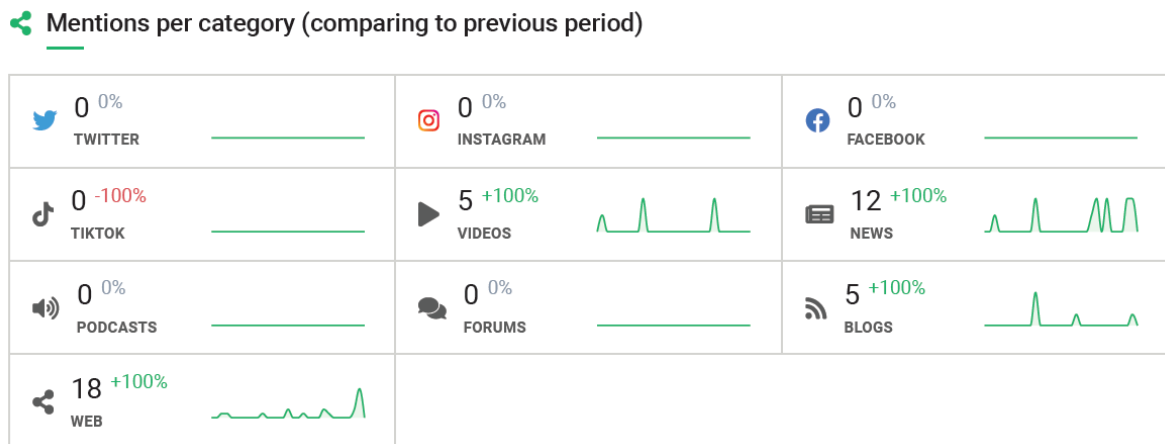 Mentions per category (comparing to previous period)
0 0%
TWITTER
0 0%
INSTAGRAM
0 0%
FACEBOOK
0 -100%
TIKTOK
5 +100%
VIDEOS
12 +100%
NEWS
0 0%
PODCASTS
0 0%
FORUMS
5 +100%
BLOGS
18 +100%
WEB